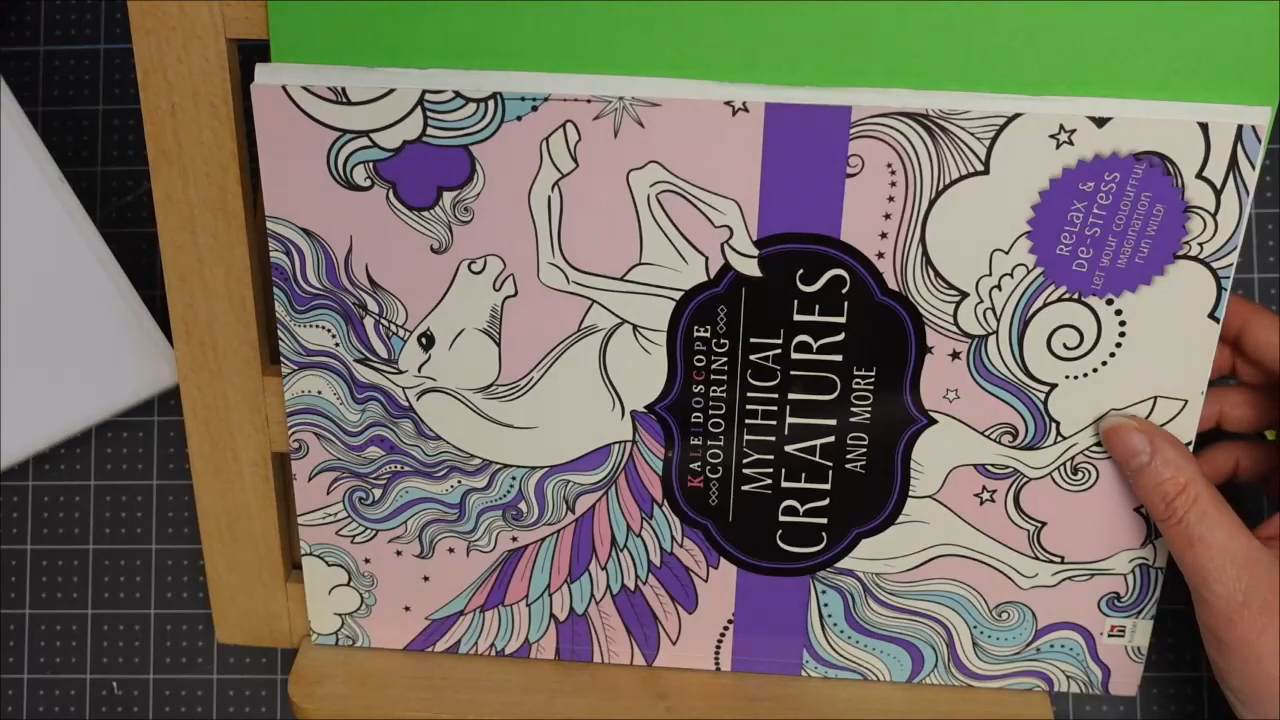 KALEIDOSCOPE
COLOURING
MYTHICAL
CREATURES
AND MORE
RELAX &
DE-STRESS
LET YOUR COLOURFUL
IMAGINATION
RUN WILD!